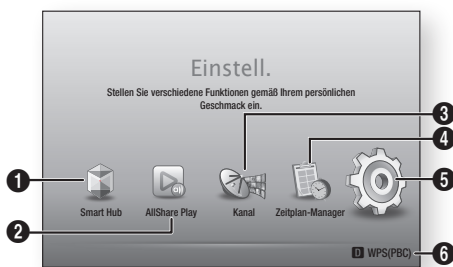 Einstell.
Stellen Sie verschiedene Funktionen gemäß Ihrem persönlichen
Geschmack ein.
3
4
1
5
Smart Hub AllShare Play Kanal Zeitplan-Manager
2
D WPS(PBC) 6